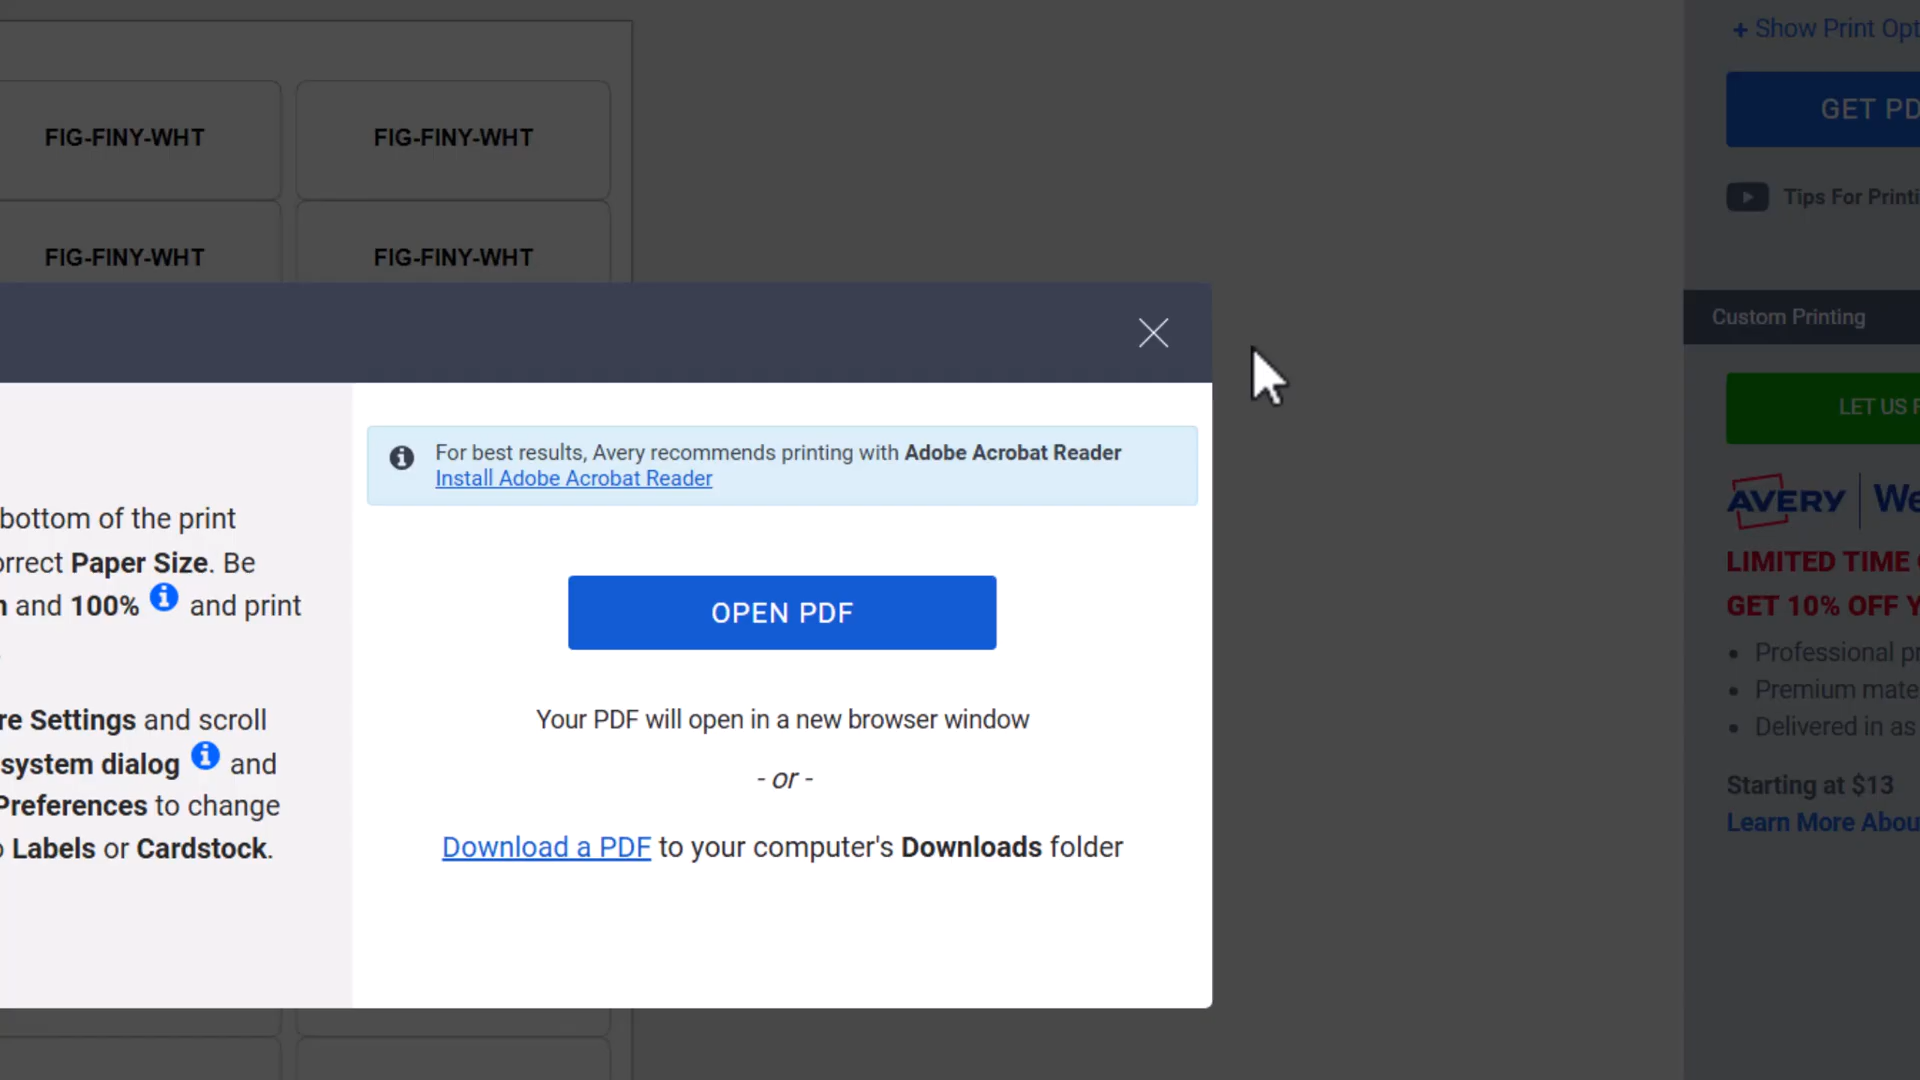 + Show Print Opt
FIG-FINY-WHT FIG-FINY-WHT
GET PD
Tips For Printi
FIG-FINY-WHT FIG-FINY-WHT
Custom Printing
LET US
For best results, Avery recommends printing with Adobe Acrobat Reader
Install Adobe Acrobat Reader
bottom of the print
orrect Paper Size. Be
n and 100% and print
.
re Settings and scroll
system dialog and
Preferences to change
o Labels or Cardstock.
OPEN PDF
Your PDF will open in a new browser window
- or -
Download a PDF to your computer's Downloads folder
AVERY | We
LIMITED TIME
GET 10% OFF Y
• Professional pr
• Premium mate
• Delivered in as
Starting at $13
Learn More Abou